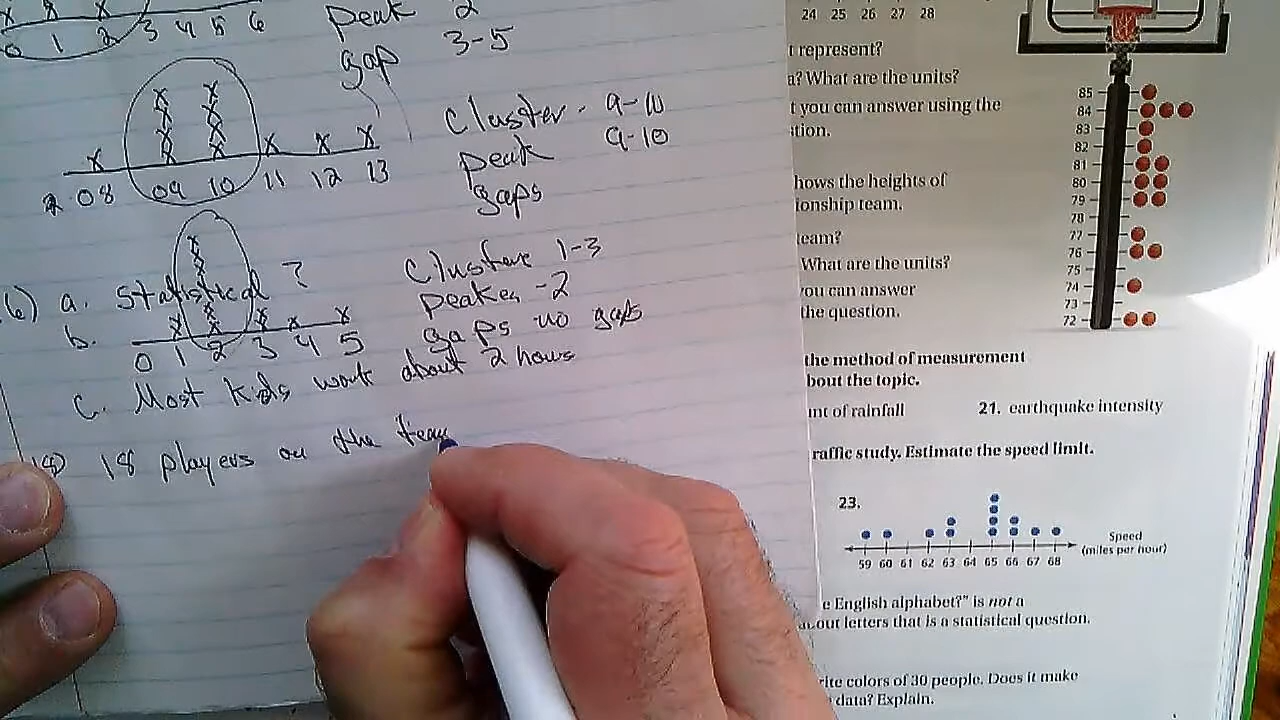 0 1 2 3 4 5 6
peak 2
gap 3-5
08 09 10 11 12 13
Cluster - 9-10
peak 9-10
gaps
6) a. Statistical ?
b. 0 1 2 3 4 5
Clusters 1-3
peakes -2
gaps no gaps
C. Most kids work about 2 hours
18) 18 players on the team
24 25 26 27 28
t represent?
a? What are the units?
t you can answer using the
stion.
hows the heights of
ionship team.
team?
What are the units?
ou can answer
the question.
85
84
83
82
81
80
79
78
77
76
75
74
73
72
the method of measurement
bout the topic.
nt of rainfall
21. earthquake intensity
raffic study. Estimate the speed limit.
23.
59 60 61 62 63 64 65 66 67 68
Speed
(miles per hour)
e English alphabet?" is not a
out letters that is a statistical question.
rite colors of 30 people. Does it make
data? Explain.